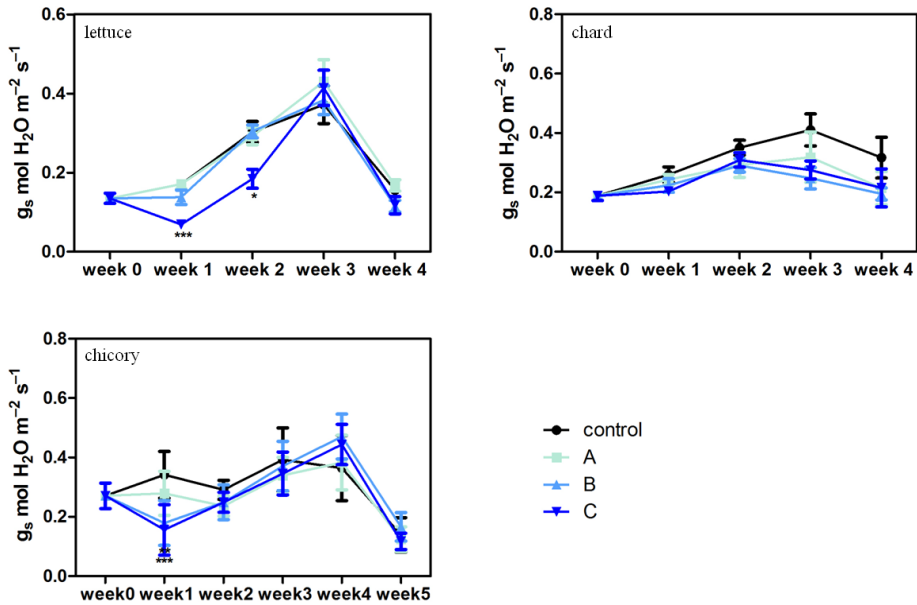 lettuce
g_s mol H₂O m⁻² s⁻¹
0.6
0.4
0.2
0.0
week 0 week 1 week 2 week 3 week 4
***
*
chard
g_s mol H₂O m⁻² s⁻¹
0.8
0.6
0.4
0.2
0.0
week 0 week 1 week 2 week 3 week 4
chicory
g_s mol H₂O m⁻² s⁻¹
0.8
0.6
0.4
0.2
0.0
week0 week1 week2 week3 week4 week5
**
***
control
A
B
C